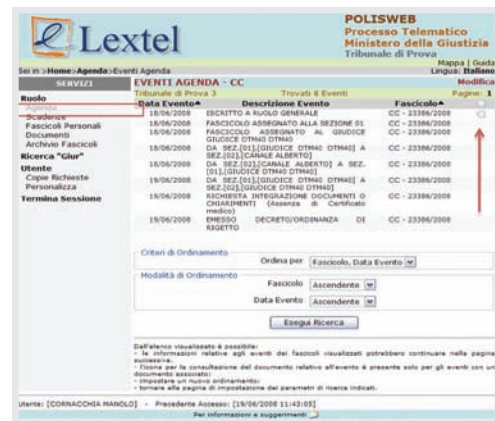 Lextel
POLISWEB
Processo Telematico
Ministero della Giustizia
Tribunale di Prova
Mappa | Guida
Sei in >Home>Agenda>Eventi Agenda
Lingua: Italiano
SERVIZI
EVENTI AGENDA - CC
Modifica
Tribunale di Prova 3
Trovati 8 Eventi
Pagine: 1
Ruolo
Agenda
Scadenze
Fascicoli Personali
Documenti
Archivio Fascicoli
Ricerca "Giur"
Utente
Copie Richieste
Personalizza
Termina Sessione
Data Evento Descrizione Evento Fascicolo
18/06/2008 ISCRITTO A RUOLO GENERALE CC - 23386/2008
18/06/2008 FASCICOLO ASSEGNATO ALLA SEZIONE 01 CC - 23386/2008
18/06/2008 FASCICOLO ASSEGNATO AL GIUDICE CC - 23386/2008
GIUDICE DTM40 DTM40
18/06/2008 DA SEZ.[01],[GIUDICE DTM40 DTM40] A CC - 23386/2008
SEZ.[02],[CANALE ALBERTO]
18/06/2008 DA SEZ.[02],[CANALE ALBERTO] A SEZ. CC - 23386/2008
[01],[GIUDICE DTM40 DTM40]
19/06/2008 DA SEZ.[01],[GIUDICE DTM40 DTM40] A CC - 23386/2008
SEZ.[02],[GIUDICE DTM40 DTM40]
19/06/2008 RICHIESTA INTEGRAZIONE DOCUMENTI O CC - 23386/2008
CHIARIMENTI (Assenza di Certificato
medico)
19/06/2008 EMESSO DECRETO/ORDINANZA DI CC - 23386/2008
RIGETTO
Criteri di Ordinamento
Ordina per Fascicolo, Data Evento
Modalità di Ordinamento
Fascicolo Ascendente
Data Evento Ascendente
Esegui Ricerca
Dall'elenco visualizzato è possibile:
- le informazioni relative agli eventi dei fascicoli visualizzati potrebbero continuare nella pagina
successiva.
- l'icona per la consultazione del documento relativo all'evento è presente solo per gli eventi con un
documento associato;
- impostare un nuovo ordinamento;
- tornare alla pagina di impostazione dei parametri di ricerca indicati.
Utente: [CORNACCHIA MANOLO] - Precedente Accesso: [19/06/2008 11:43:05]
Per informazioni e suggerimenti